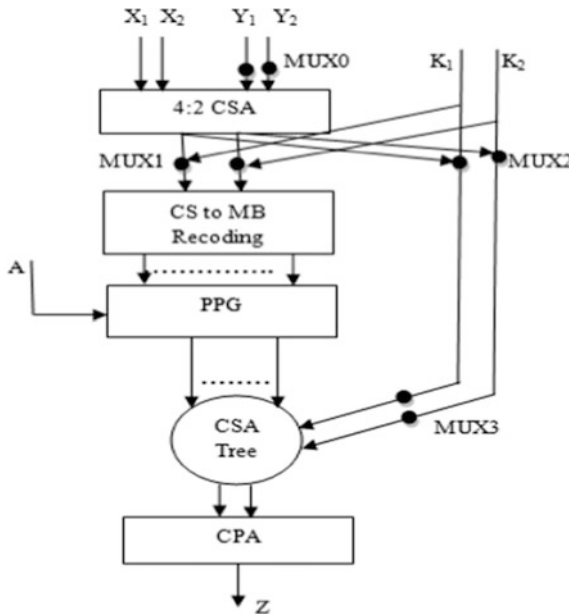 X₁ X₂ Y₁ Y₂
MUX0
K₁ K₂
4:2 CSA
MUX1
MUX2
CS to MB
Recoding
A
PPG
CSA
Tree
MUX3
CPA
Z